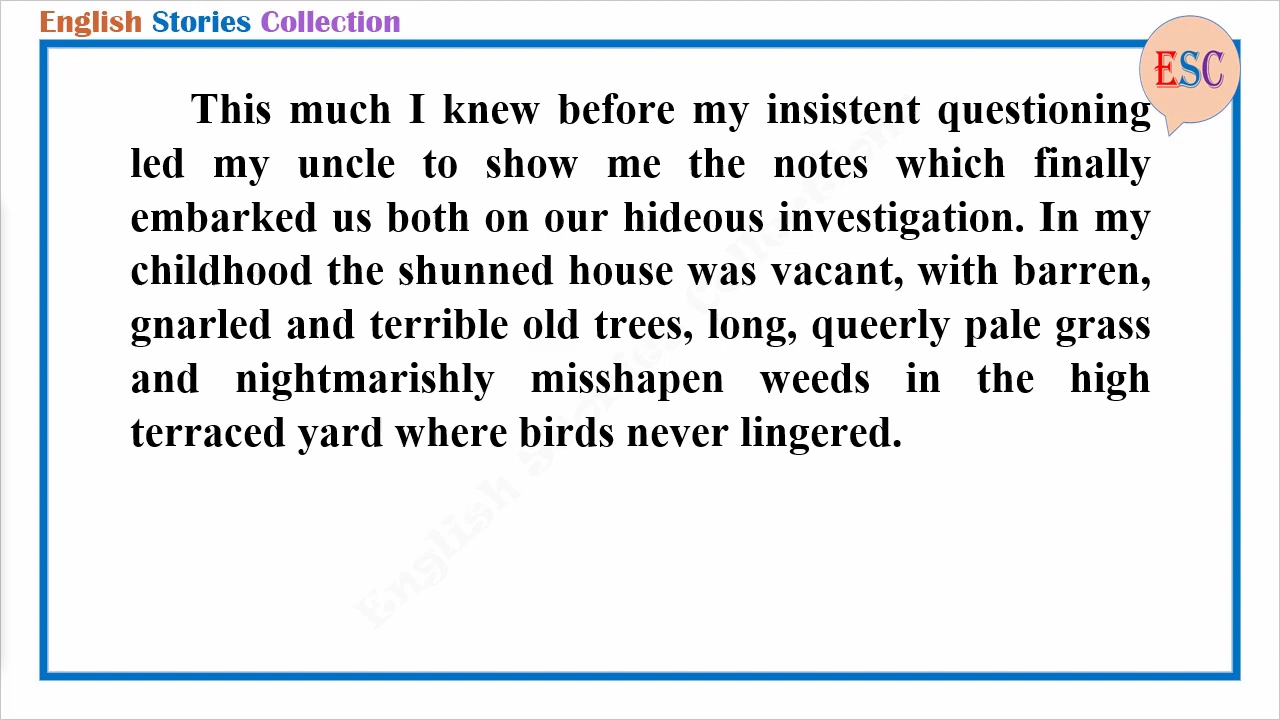 English Stories Collection
ESC
This much I knew before my insistent questioning
led my uncle to show me the notes which finally
embarked us both on our hideous investigation. In my
childhood the shunned house was vacant, with barren,
gnarled and terrible old trees, long, queerly pale grass
and nightmarishly misshapen weeds in the high
terraced yard where birds never lingered.
English Stories Collection